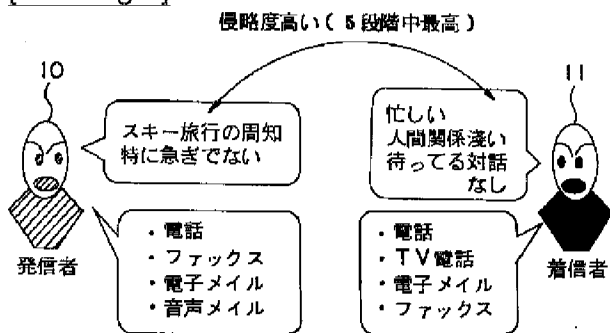 侵略度高い(5段階中最高)
10
11
スキー旅行の周知
特に急ぎでない
忙しい
人間関係淺い
待ってる対話
なし
・電話
・ファックス
・電子メイル
・音声メイル
・電話
・TV電話
・電子メイル
・ファックス
発信者
着信者